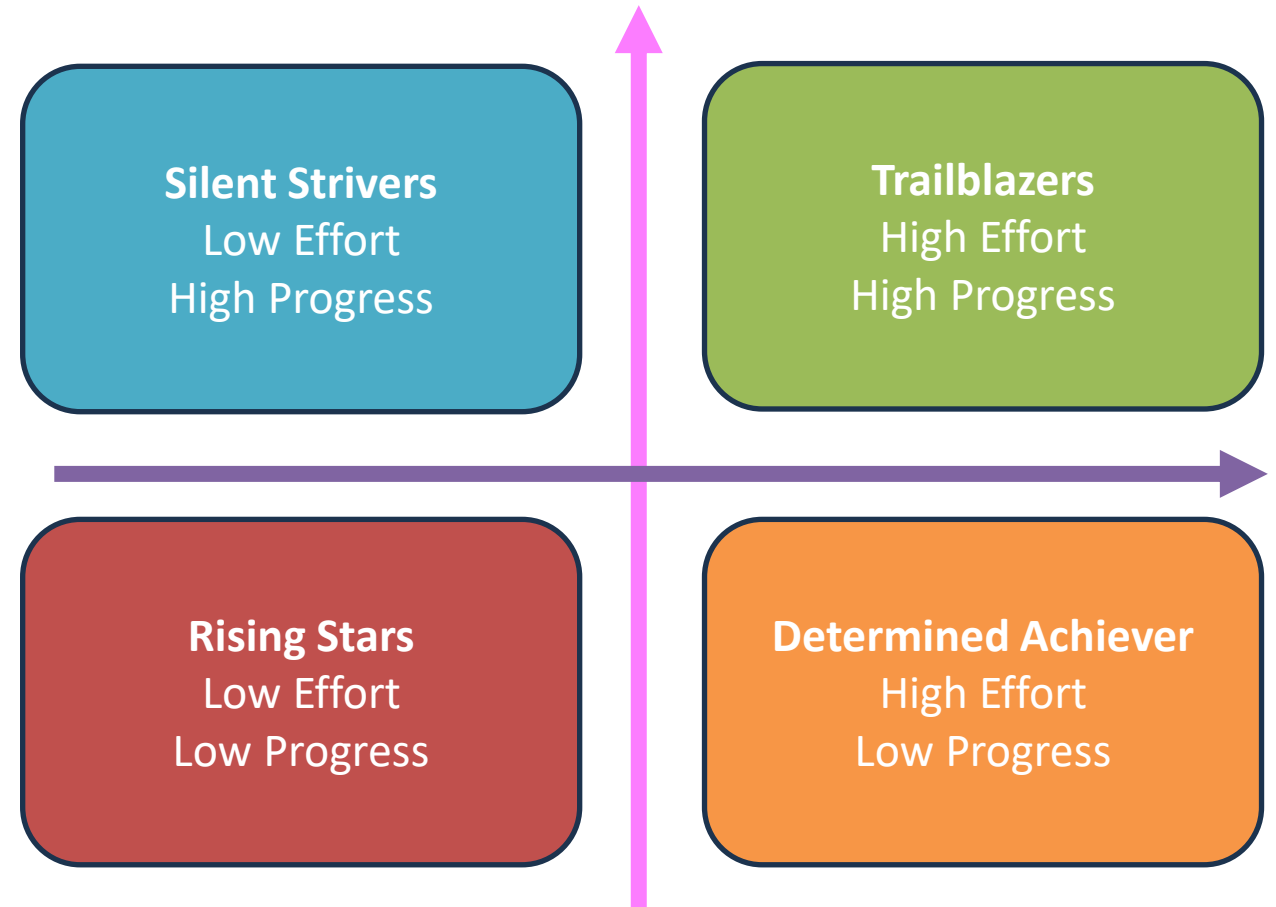 Silent Strivers
Low Effort
High Progress
Trailblazers
High Effort
High Progress
Rising Stars
Low Effort
Low Progress
Determined Achiever
High Effort
Low Progress